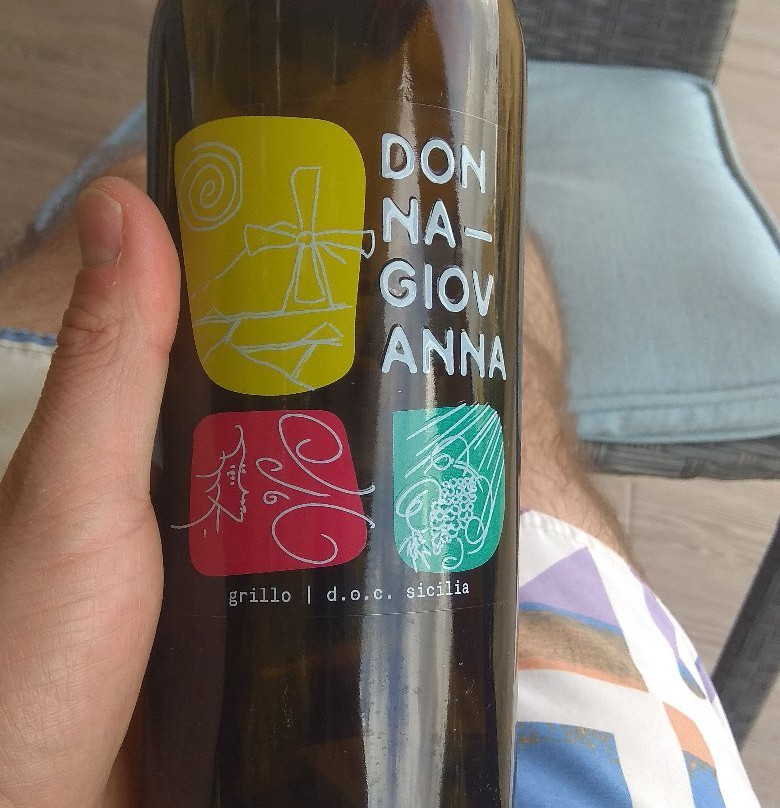 DON
NA—
GIOV
ANNA
grillo | d.o.c. sicilia